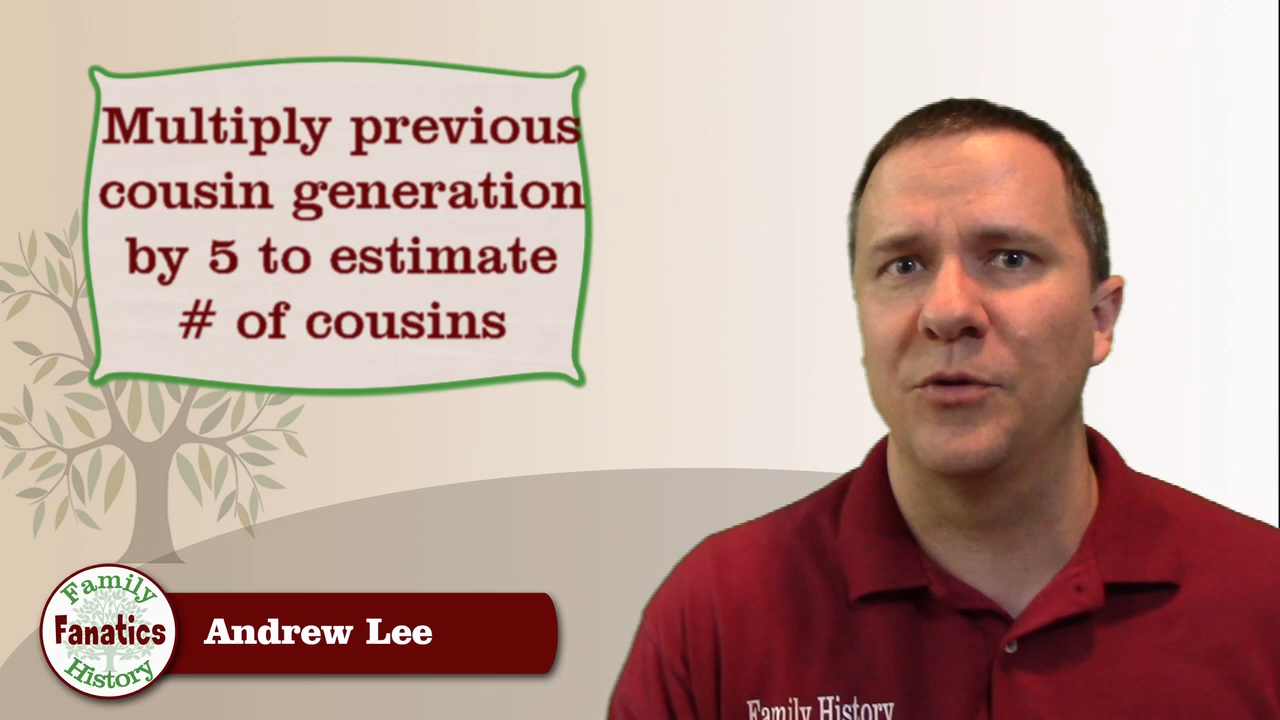 Multiply previous
cousin generation
by 5 to estimate
# of cousins
Family
Fanatics
History
Andrew Lee
Family History